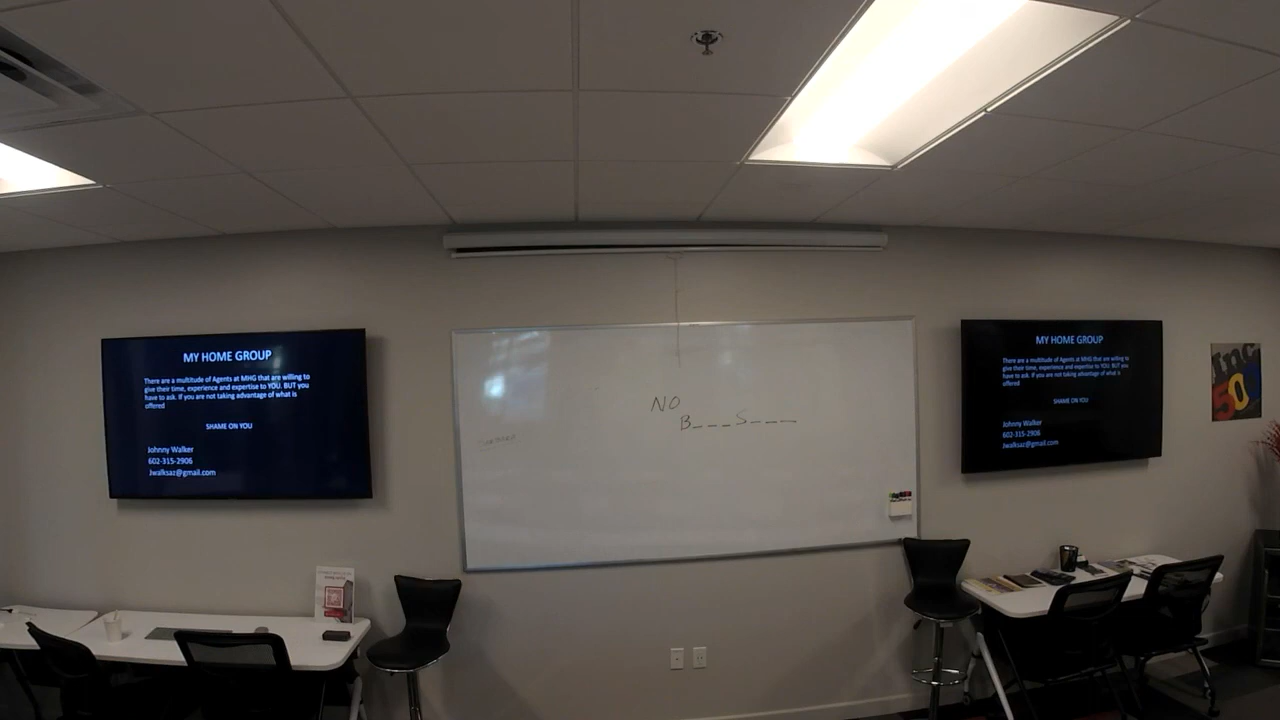 MY HOME GROUP
There are a multitude of Agents at MHG that are willing to
give their time, experience and expertise to YOU. BUT you
have to ask. If you are not taking advantage of what is
offered
SHAME ON YOU
Johnny Walker
602-315-2906
Jwalksaz@gmail.com
NO
B___S___
MY HOME GROUP
There are a multitude of Agents at MHG that are willing to
give their time, experience and expertise to YOU. BUT you
have to ask. If you are not taking advantage of what is
offered
SHAME ON YOU
Johnny Walker
602-315-2906
Jwalksaz@gmail.com
Inc
500